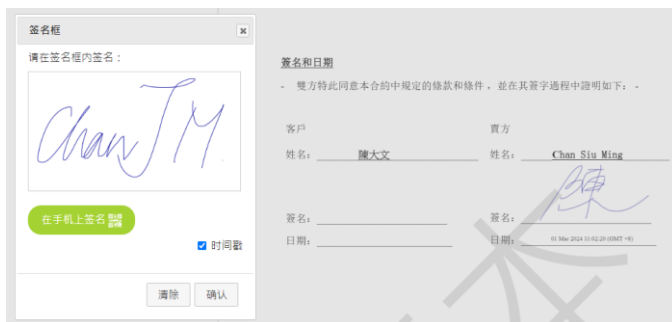 签名框
请在签名框内签名：
Chan T M
在手机上签名
时间戳
清除 确认
簽名和日期
- 雙方特此同意本合約中規定的條款和條件，並在其簽字過程中證明如下： -
客戶 賣方
姓名： 陳大文 姓名： Chan Siu Ming
陳
簽名： 簽名：
日期： 日期： 01 Mar 2024 11:02:20 (GMT +8)
本